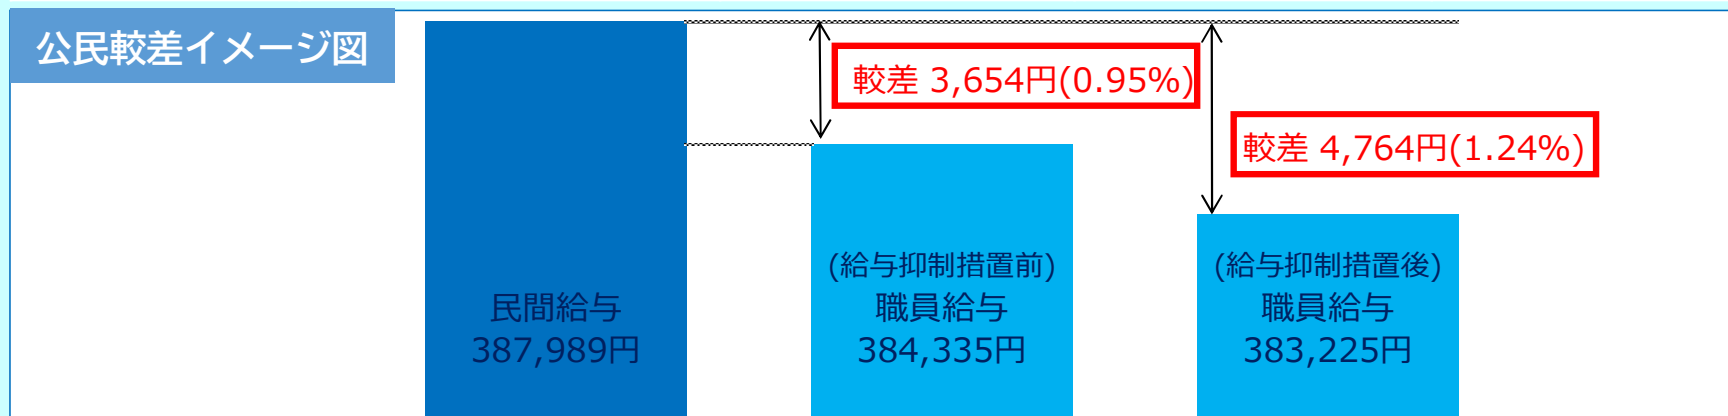 公民較差イメージ図
較差 3,654円(0.95%)
較差 4,764円(1.24%)
民間給与
387,989円
(給与抑制措置前)
職員給与
384,335円
(給与抑制措置後)
職員給与
383,225円